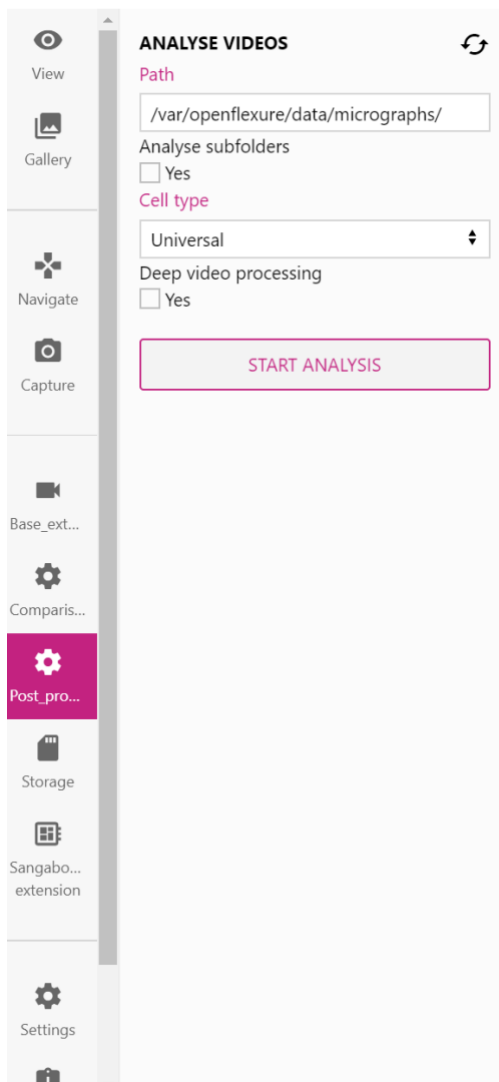 View
Gallery
Navigate
Capture
Base_ext...
Comparis...
Post_pro...
Storage
Sangabo...
extension
Settings
ANALYSE VIDEOS
Path
/var/openflexure/data/micrographs/
Analyse subfolders
Yes
Cell type
Universal
Deep video processing
Yes
START ANALYSIS